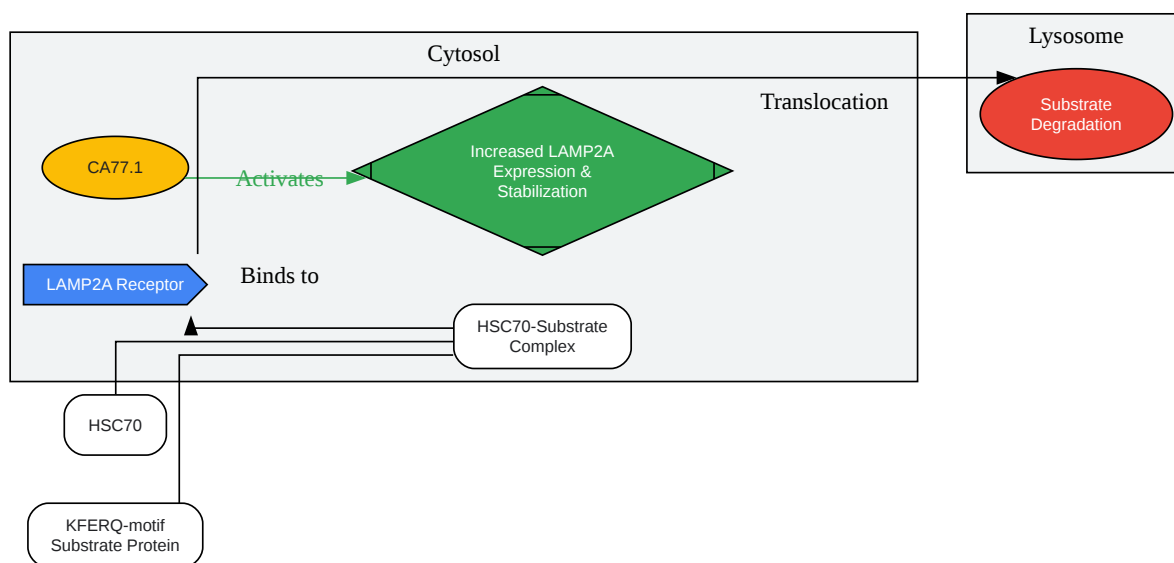 Lysosome
Cytosol
Substrate
Degradation
Translocation
CA77.1
Activates
Increased LAMP2A
Expression &
Stabilization
LAMP2A Receptor
Binds to
HSC70-Substrate
Complex
HSC70
KFERQ-motif
Substrate Protein